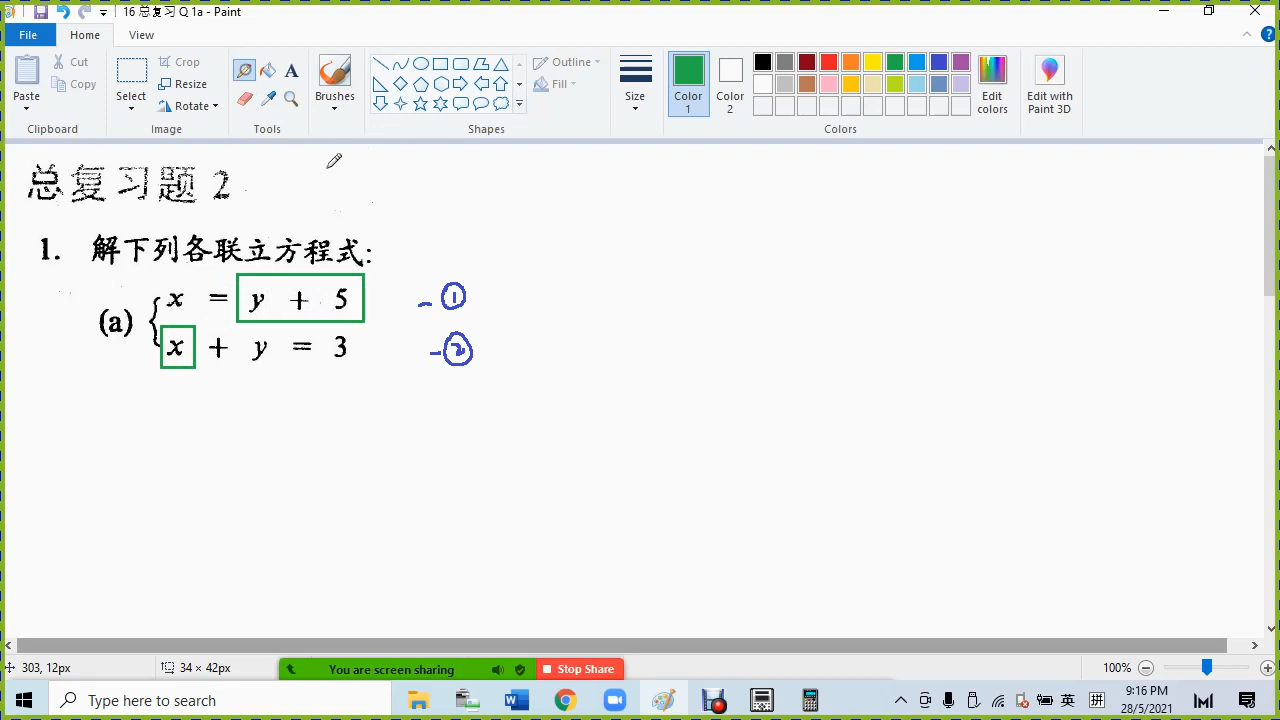 16 总复习 Q 1a - Paint
File Home View
Paste Cut Copy Clipboard
Select Crop Resize Rotate Image
A Tools
Brushes
Outline Fill Shapes
Size
Color 1 Color 2 Edit colors Colors
Edit with Paint 3D
总复习题 2
1. 解下列各联立方程式:
(a) { x = y + 5 - ①
x + y = 3 - ②
303, 12px 34 × 42px You are screen sharing Stop Share 100%
Type here to search 英 拼 9:16 PM
28/5/2021